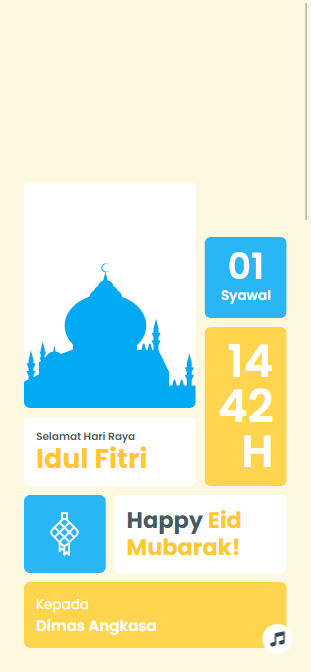 01
Syawal
14
42
H
Selamat Hari Raya
Idul Fitri
Happy Eid
Mubarak!
Kepada
Dimas Angkasa